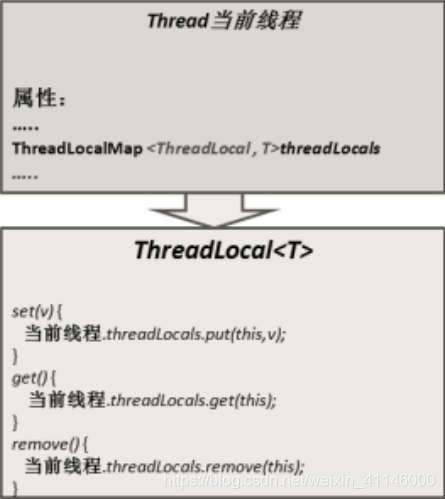 Thread当前线程
属性：
.....
ThreadLocalMap <ThreadLocal , T>threadLocals
.....
ThreadLocal<T>
set(v) {
当前线程.threadLocals.put(this,v);
}
get() {
当前线程.threadLocals.get(this);
}
remove() {
当前线程.threadLocals.remove(this);
}
https://blog.csdn.net/weixin_41146000